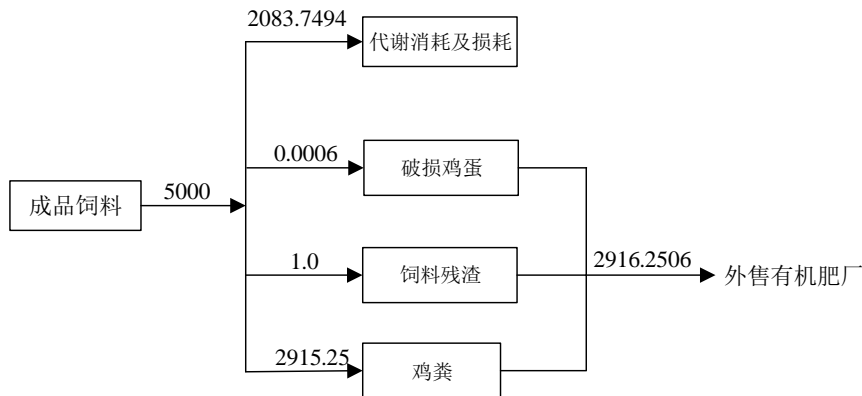 2083.7494
代谢消耗及损耗
0.0006
破损鸡蛋
成品饲料
5000
1.0
饲料残渣
2916.2506
外售有机肥厂
2915.25
鸡粪